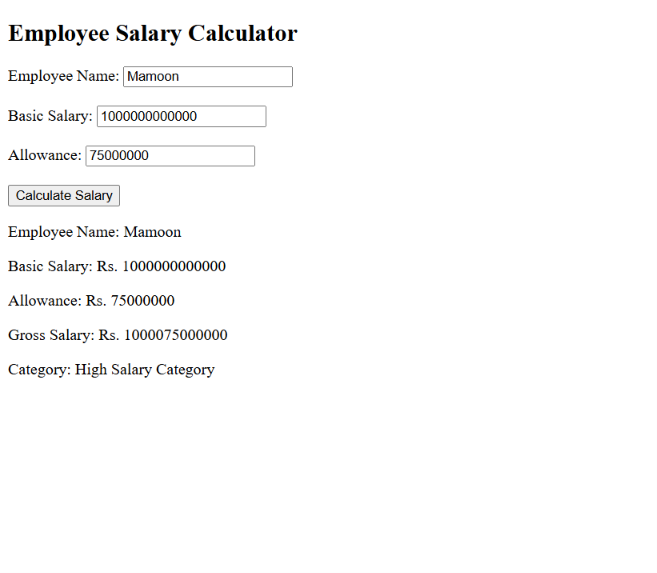 Employee Salary Calculator
Employee Name: Mamoon
Basic Salary: 1000000000000
Allowance: 75000000
Calculate Salary
Employee Name: Mamoon
Basic Salary: Rs. 1000000000000
Allowance: Rs. 75000000
Gross Salary: Rs. 1000075000000
Category: High Salary Category